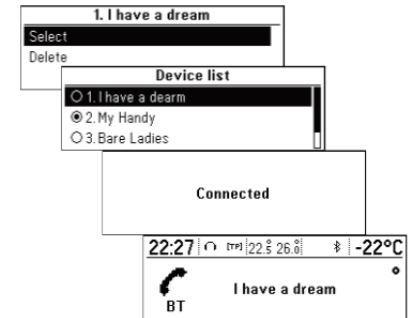 1. I have a dream
Select
Delete
Device list
1. I have a dearm
2. My Handy
3. Bare Ladies
Connected
22:27 [TP] 22.5° 26.0° -22°C
BT I have a dream